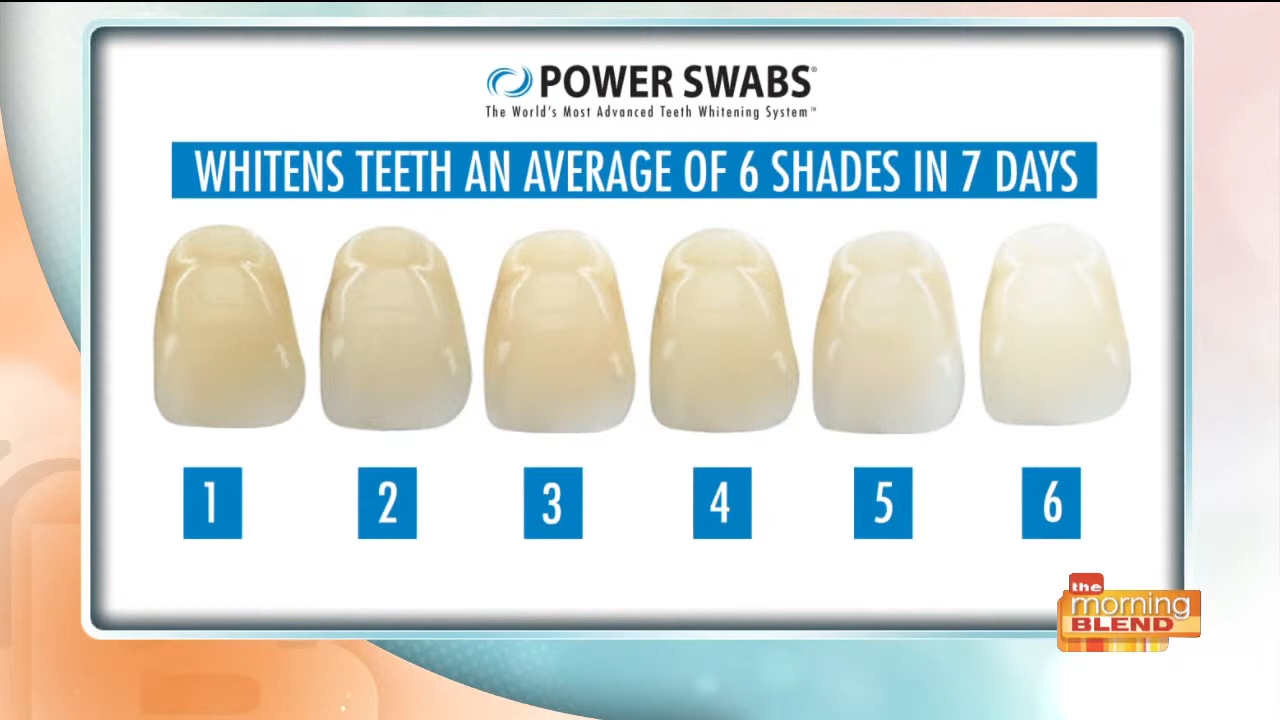 POWER SWABS®
The World's Most Advanced Teeth Whitening System™
WHITENS TEETH AN AVERAGE OF 6 SHADES IN 7 DAYS
1 2 3 4 5 6
the
morning
BLEND